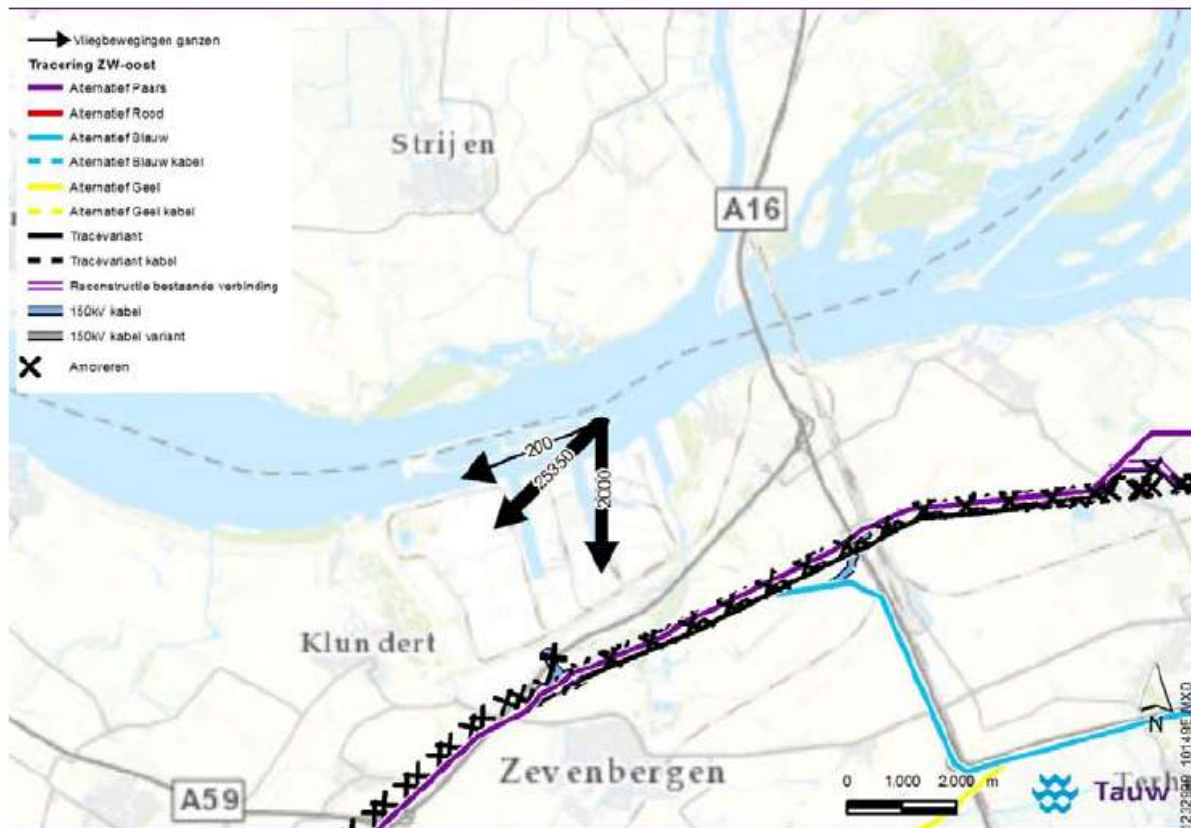 Vliegbewegingen ganzen
Tracering ZW-oost
Alternatief Paars
Alternatief Rood
Alternatief Blauw
Alternatief Blauw kabel
Alternatief Geel
Alternatief Geel kabel
Tracevariant
Tracevariant kabel
Reconstructie bestaande verbinding
150kV kabel
150kV kabel variant
Amoveren
Strijen
A16
200
25350
2000
Klundert
Zevenbergen
A59
N
0 1.000 2.000 m
Tauw
Terh